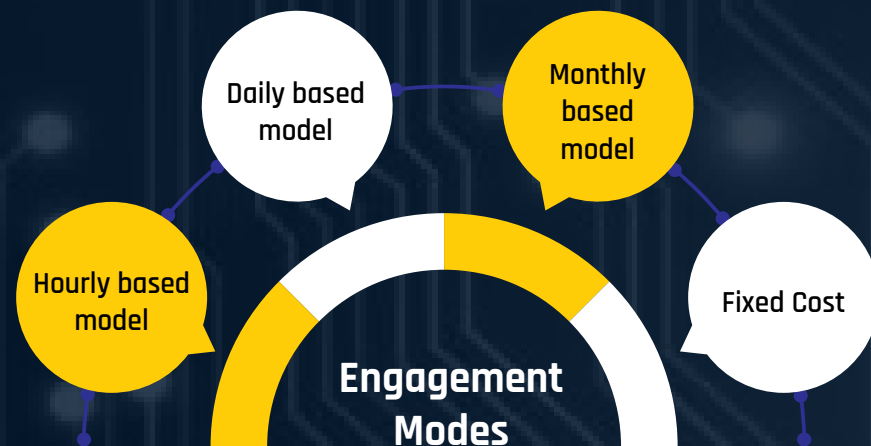 Daily based
model
Monthly
based
model
Hourly based
model
Fixed Cost
Engagement
Modes